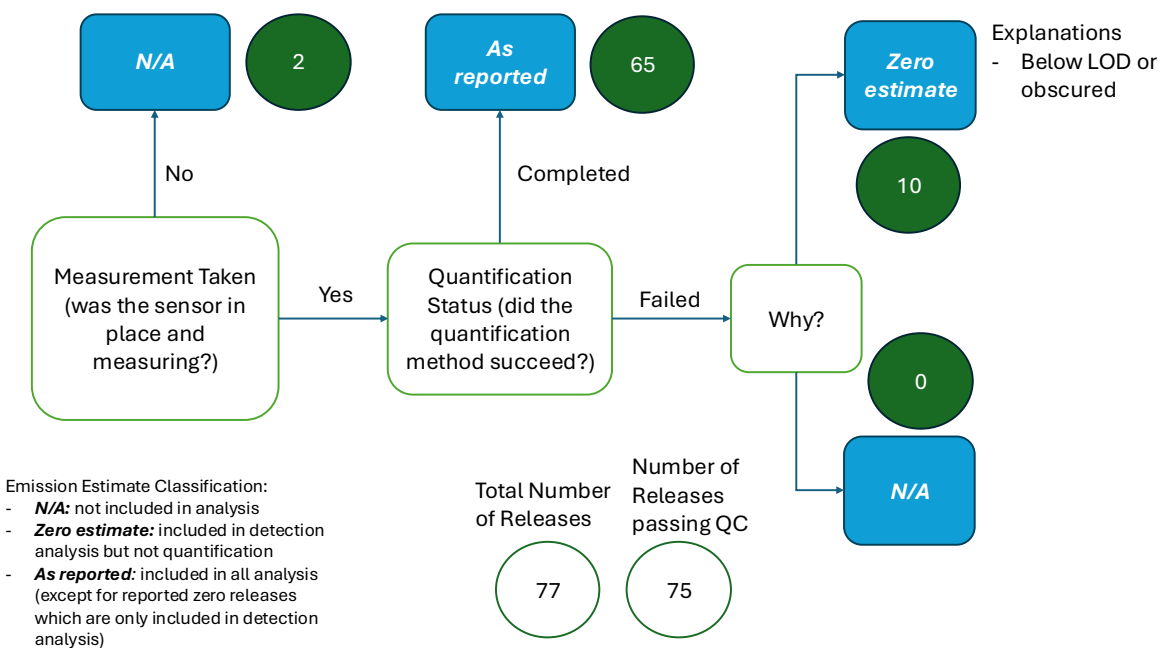 N/A
2
As
reported
65
Zero
estimate
Explanations
- Below LOD or
obscured
10
No
Completed
Measurement Taken
(was the sensor in
place and
measuring?)
Yes
Quantification
Status (did the
quantification
method succeed?)
Failed
Why?
0
N/A
Emission Estimate Classification:
- N/A: not included in analysis
- Zero estimate: included in detection
analysis but not quantification
- As reported: included in all analysis
(except for reported zero releases
which are only included in detection
analysis)
Total Number
of Releases
77
Number of
Releases
passing QC
75